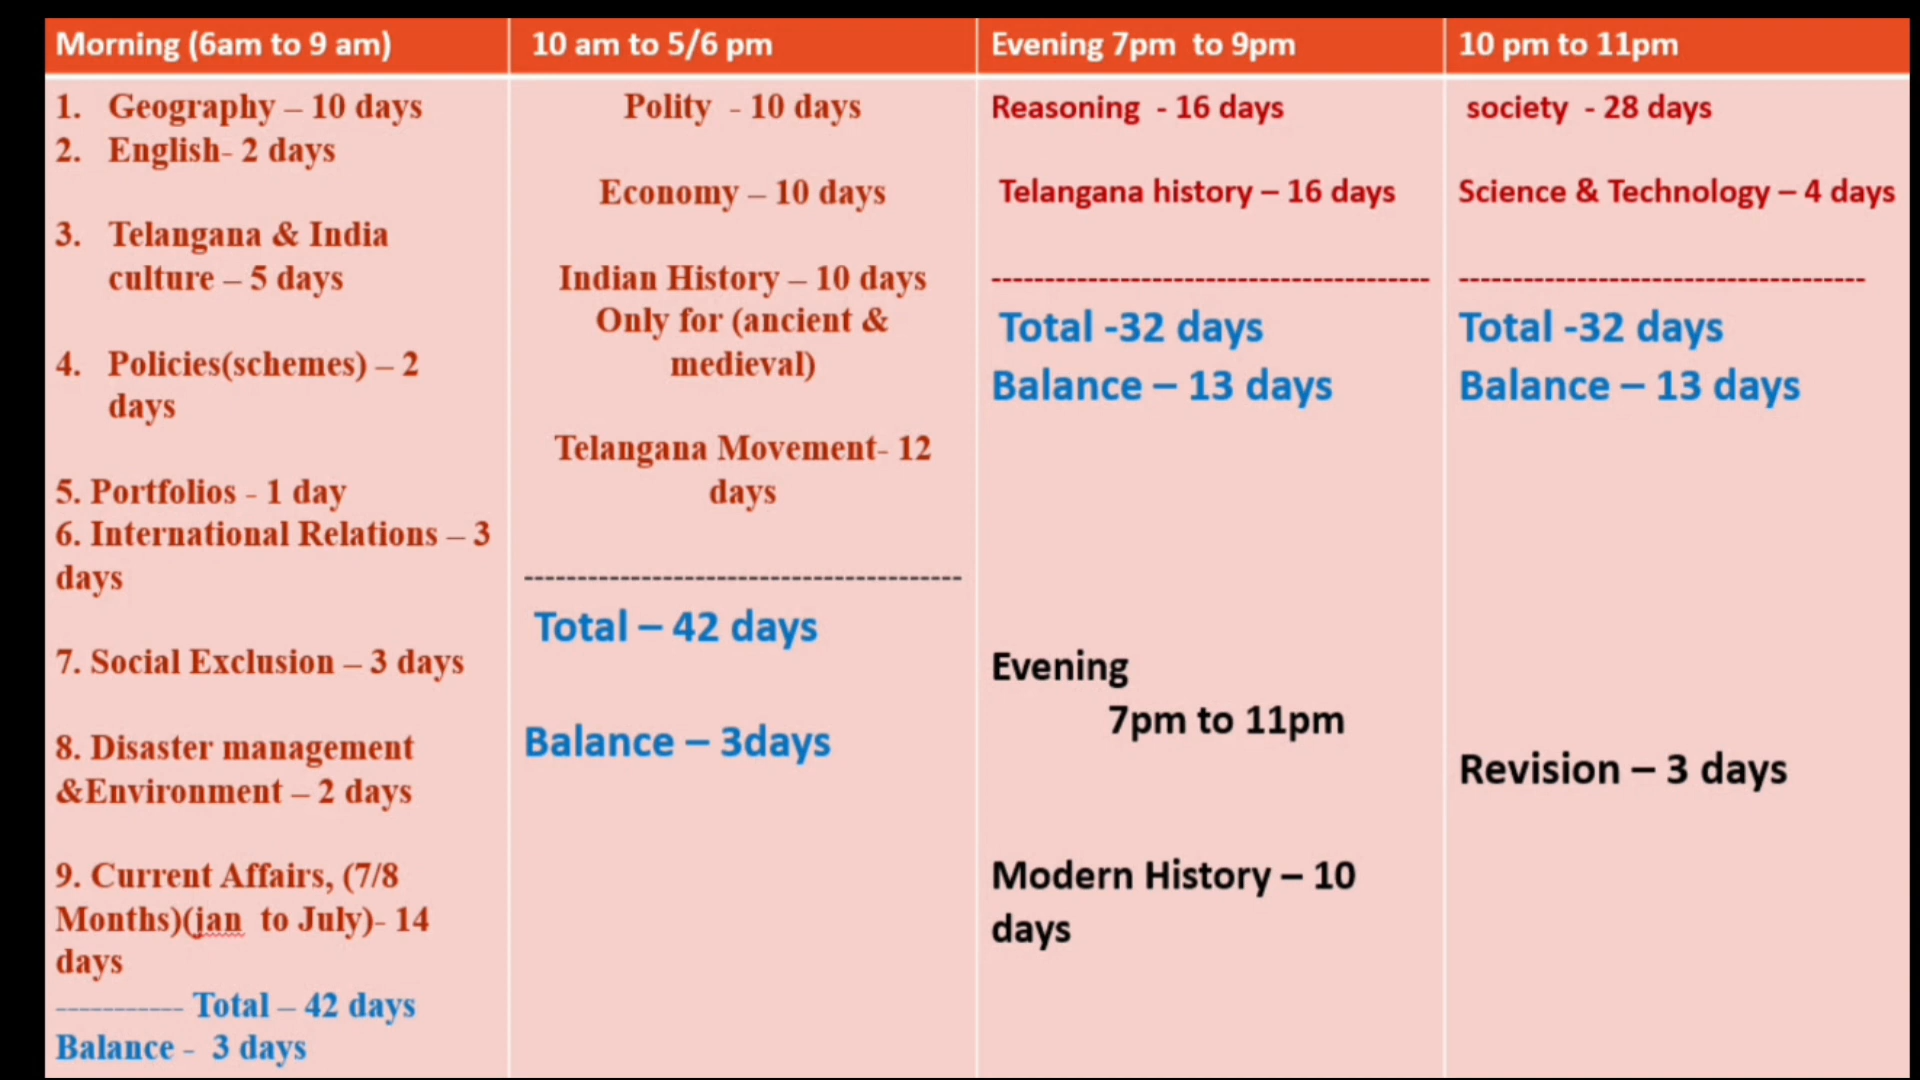 Morning (6am to 9 am)
1. Geography – 10 days
2. English- 2 days
3. Telangana & India
culture – 5 days
4. Policies(schemes) – 2
days
5. Portfolios - 1 day
6. International Relations – 3
days
7. Social Exclusion – 3 days
8. Disaster management
&Environment – 2 days
9. Current Affairs, (7/8
Months)(jan to July)- 14
days
----------- Total – 42 days
Balance - 3 days
10 am to 5/6 pm
Polity - 10 days
Economy – 10 days
Indian History – 10 days
Only for (ancient &
medieval)
Telangana Movement- 12
days
-----------------------------------------
Total – 42 days
Balance – 3days
Evening 7pm to 9pm
Reasoning - 16 days
Telangana history – 16 days
-----------------------------------------
Total -32 days
Balance – 13 days
Evening
7pm to 11pm
Modern History – 10
days
10 pm to 11pm
society - 28 days
Science & Technology – 4 days
--------------------------------------
Total -32 days
Balance – 13 days
Revision – 3 days